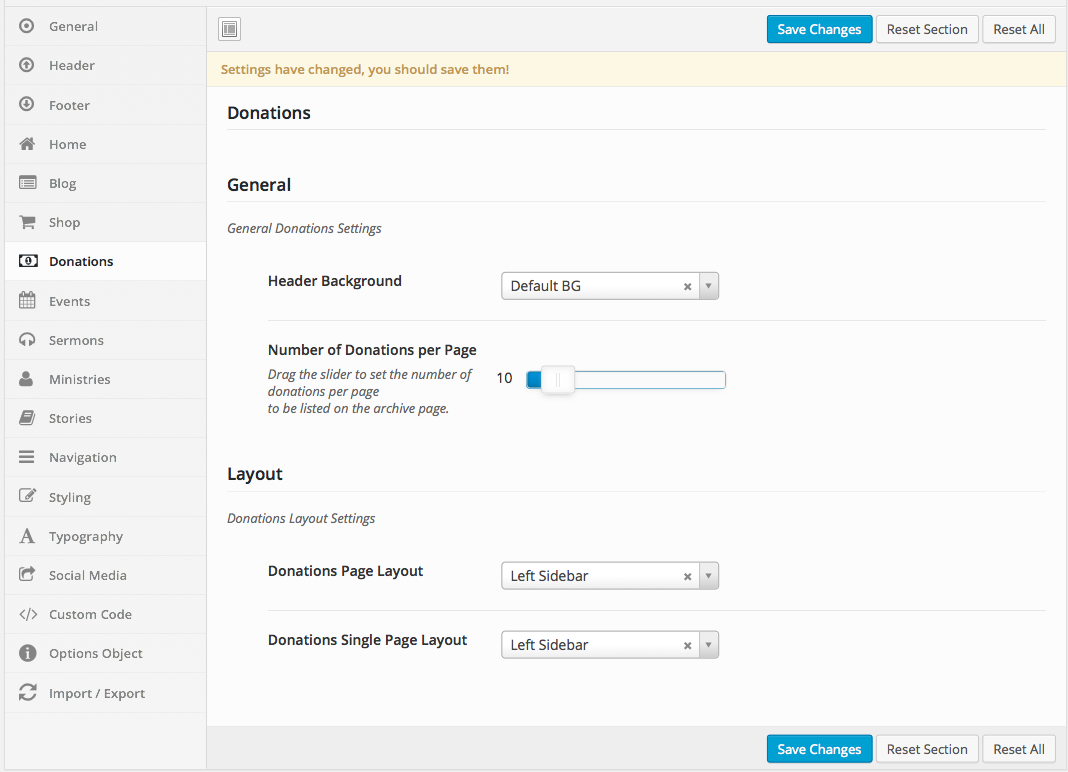 General
Header
Footer
Home
Blog
Shop
Donations
Events
Sermons
Ministries
Stories
Navigation
Styling
Typography
Social Media
Custom Code
Options Object
Import / Export
Save Changes Reset Section Reset All
Settings have changed, you should save them!
Donations
General
General Donations Settings
Header Background Default BG
Number of Donations per Page
Drag the slider to set the number of
donations per page
to be listed on the archive page.
10
Layout
Donations Layout Settings
Donations Page Layout Left Sidebar
Donations Single Page Layout Left Sidebar
Save Changes Reset Section Reset All